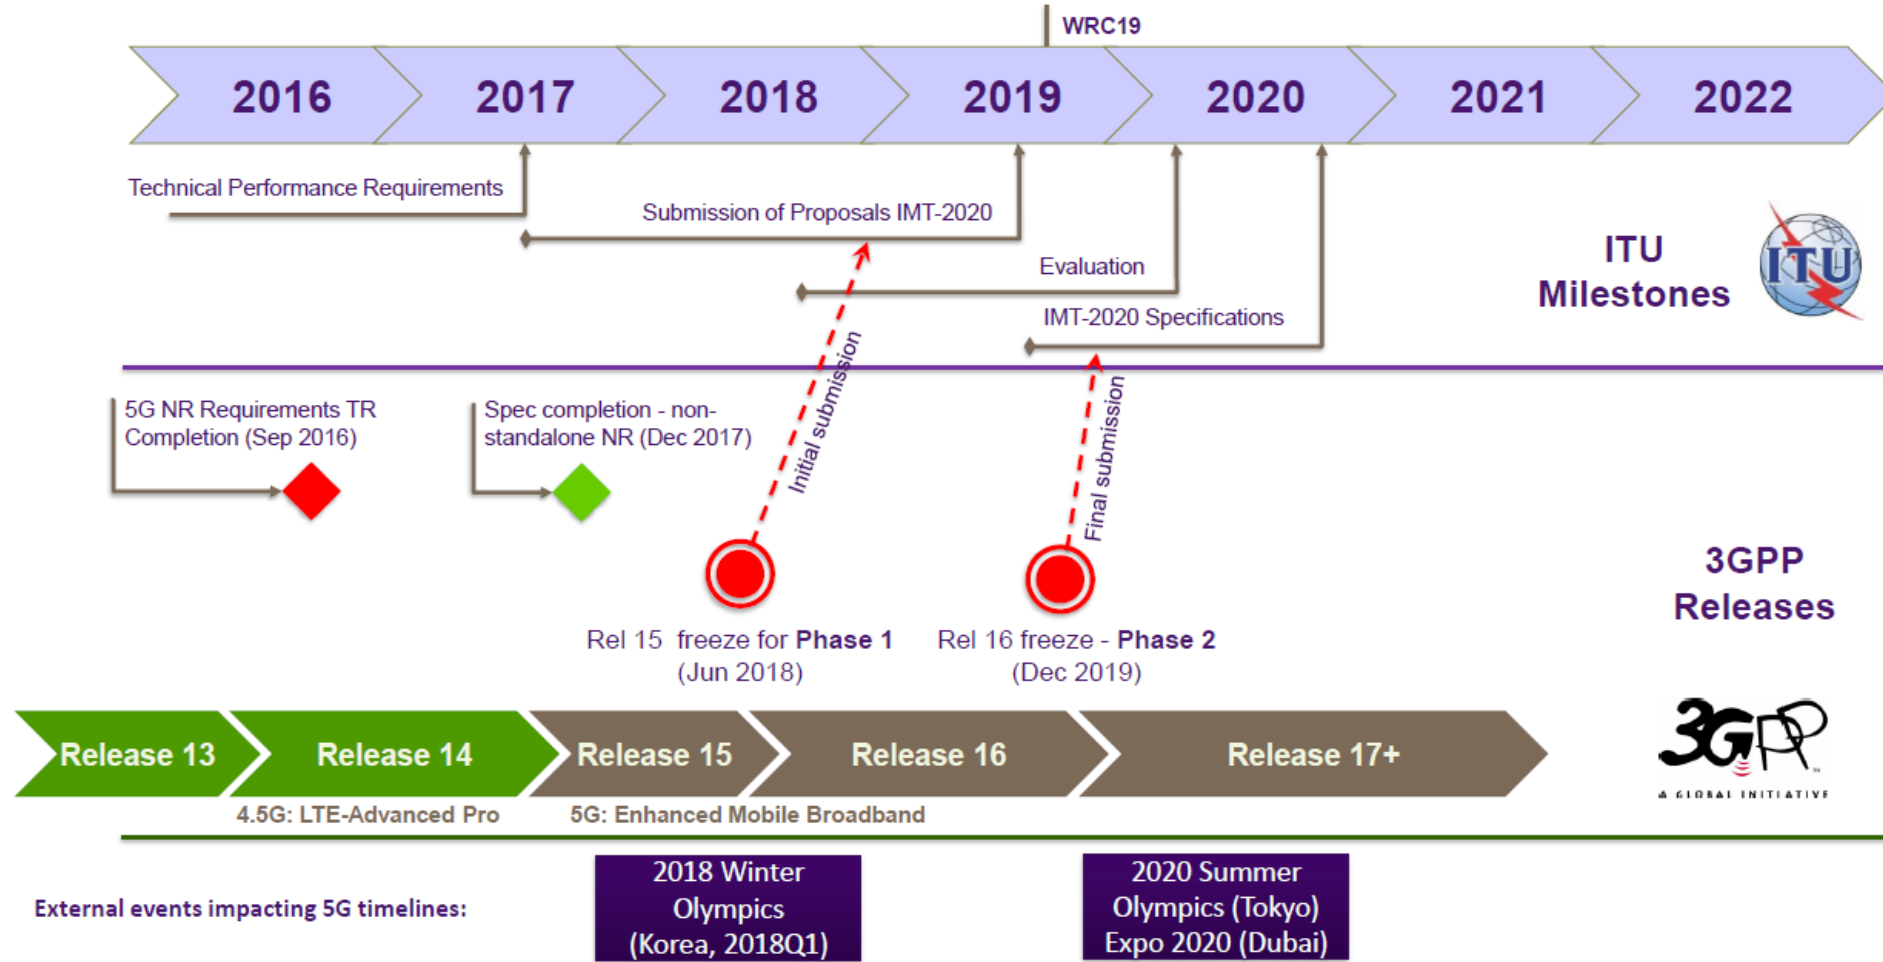 WRC19
2016 2017 2018 2019 2020 2021 2022
Technical Performance Requirements
Submission of Proposals IMT-2020
Evaluation
IMT-2020 Specifications
ITU
Milestones
ITU
5G NR Requirements TR
Completion (Sep 2016)
Spec completion - non-
standalone NR (Dec 2017)
Initial submission
Final submission
Rel 15 freeze for Phase 1
(Jun 2018)
Rel 16 freeze - Phase 2
(Dec 2019)
3GPP
Releases
Release 13 Release 14 Release 15 Release 16 Release 17+
3GPP
TM
A GLOBAL INITIATIVE
4.5G: LTE-Advanced Pro
5G: Enhanced Mobile Broadband
External events impacting 5G timelines:
2018 Winter
Olympics
(Korea, 2018Q1)
2020 Summer
Olympics (Tokyo)
Expo 2020 (Dubai)